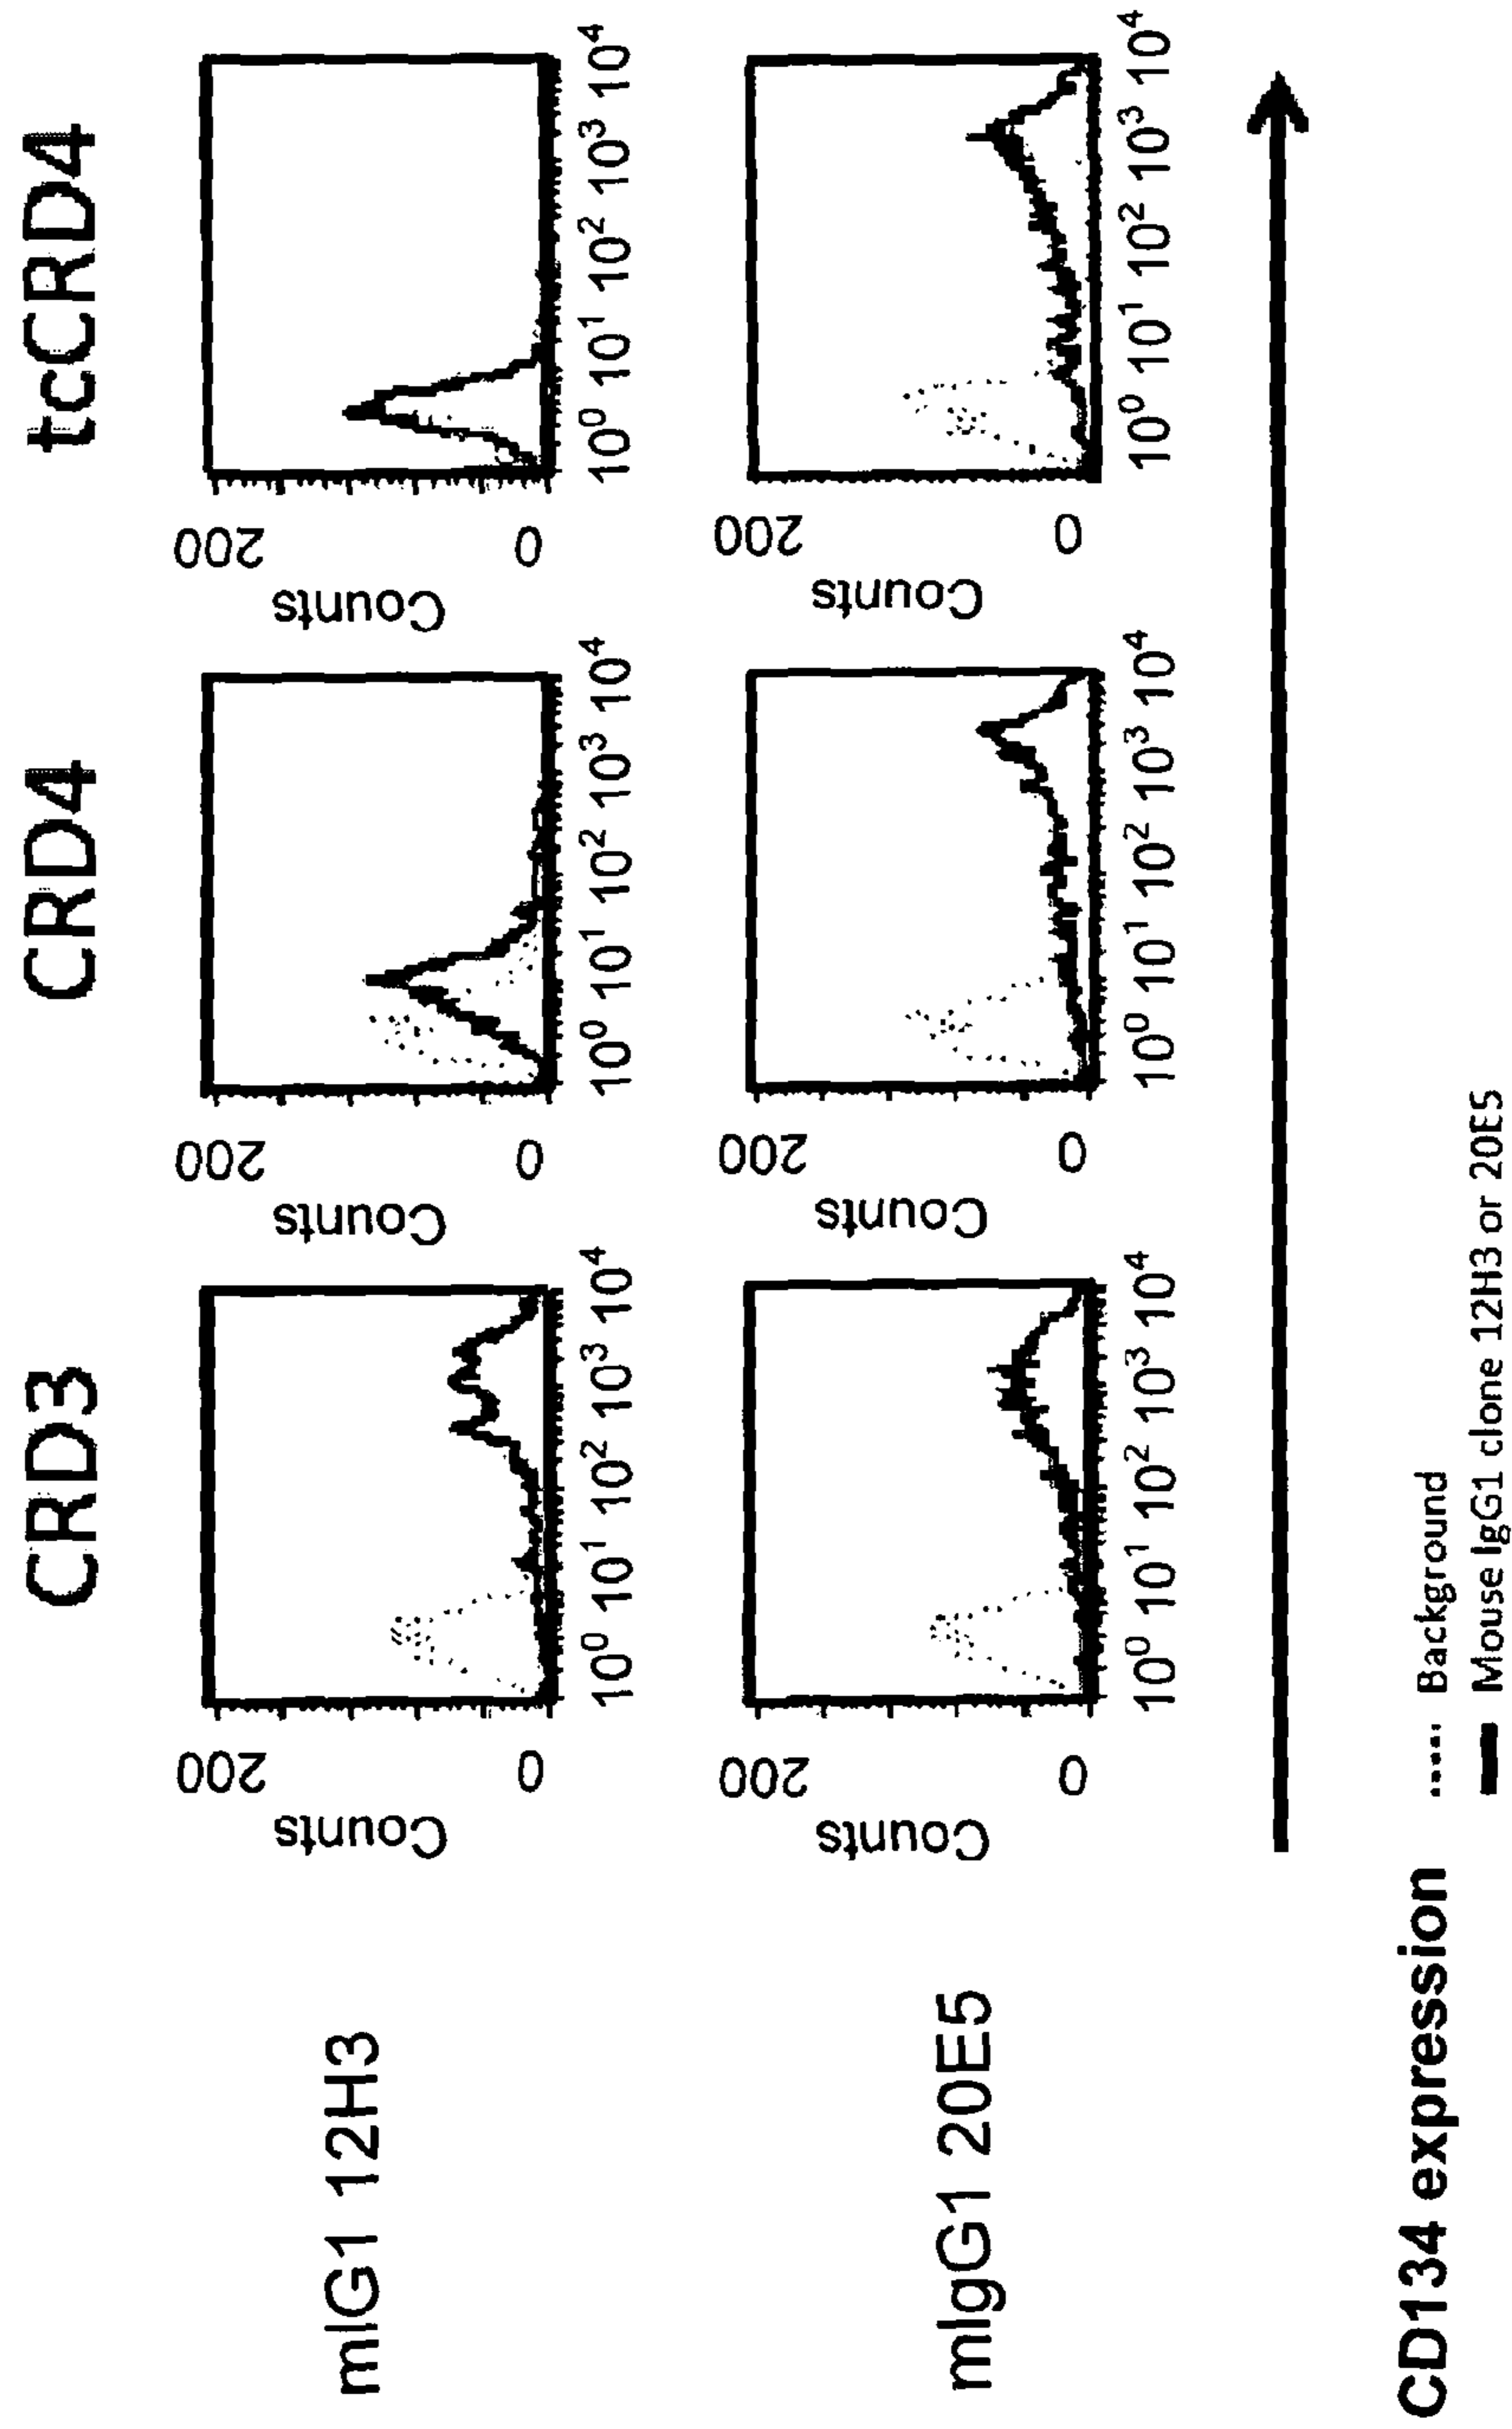 CRD3 CRD4 tcCRD4
mIG1 12H3
Counts 200 0 10⁰ 10¹ 10² 10³ 10⁴
Counts 200 0 10⁰ 10¹ 10² 10³ 10⁴
Counts 200 0 10⁰ 10¹ 10² 10³ 10⁴
mIgG1 20E5
Counts 200 0 10⁰ 10¹ 10² 10³ 10⁴
Counts 200 0 10⁰ 10¹ 10² 10³ 10⁴
Counts 200 0 10⁰ 10¹ 10² 10³ 10⁴
CD134 expression
Background
Mouse IgG1 clone 12H3 or 20E5